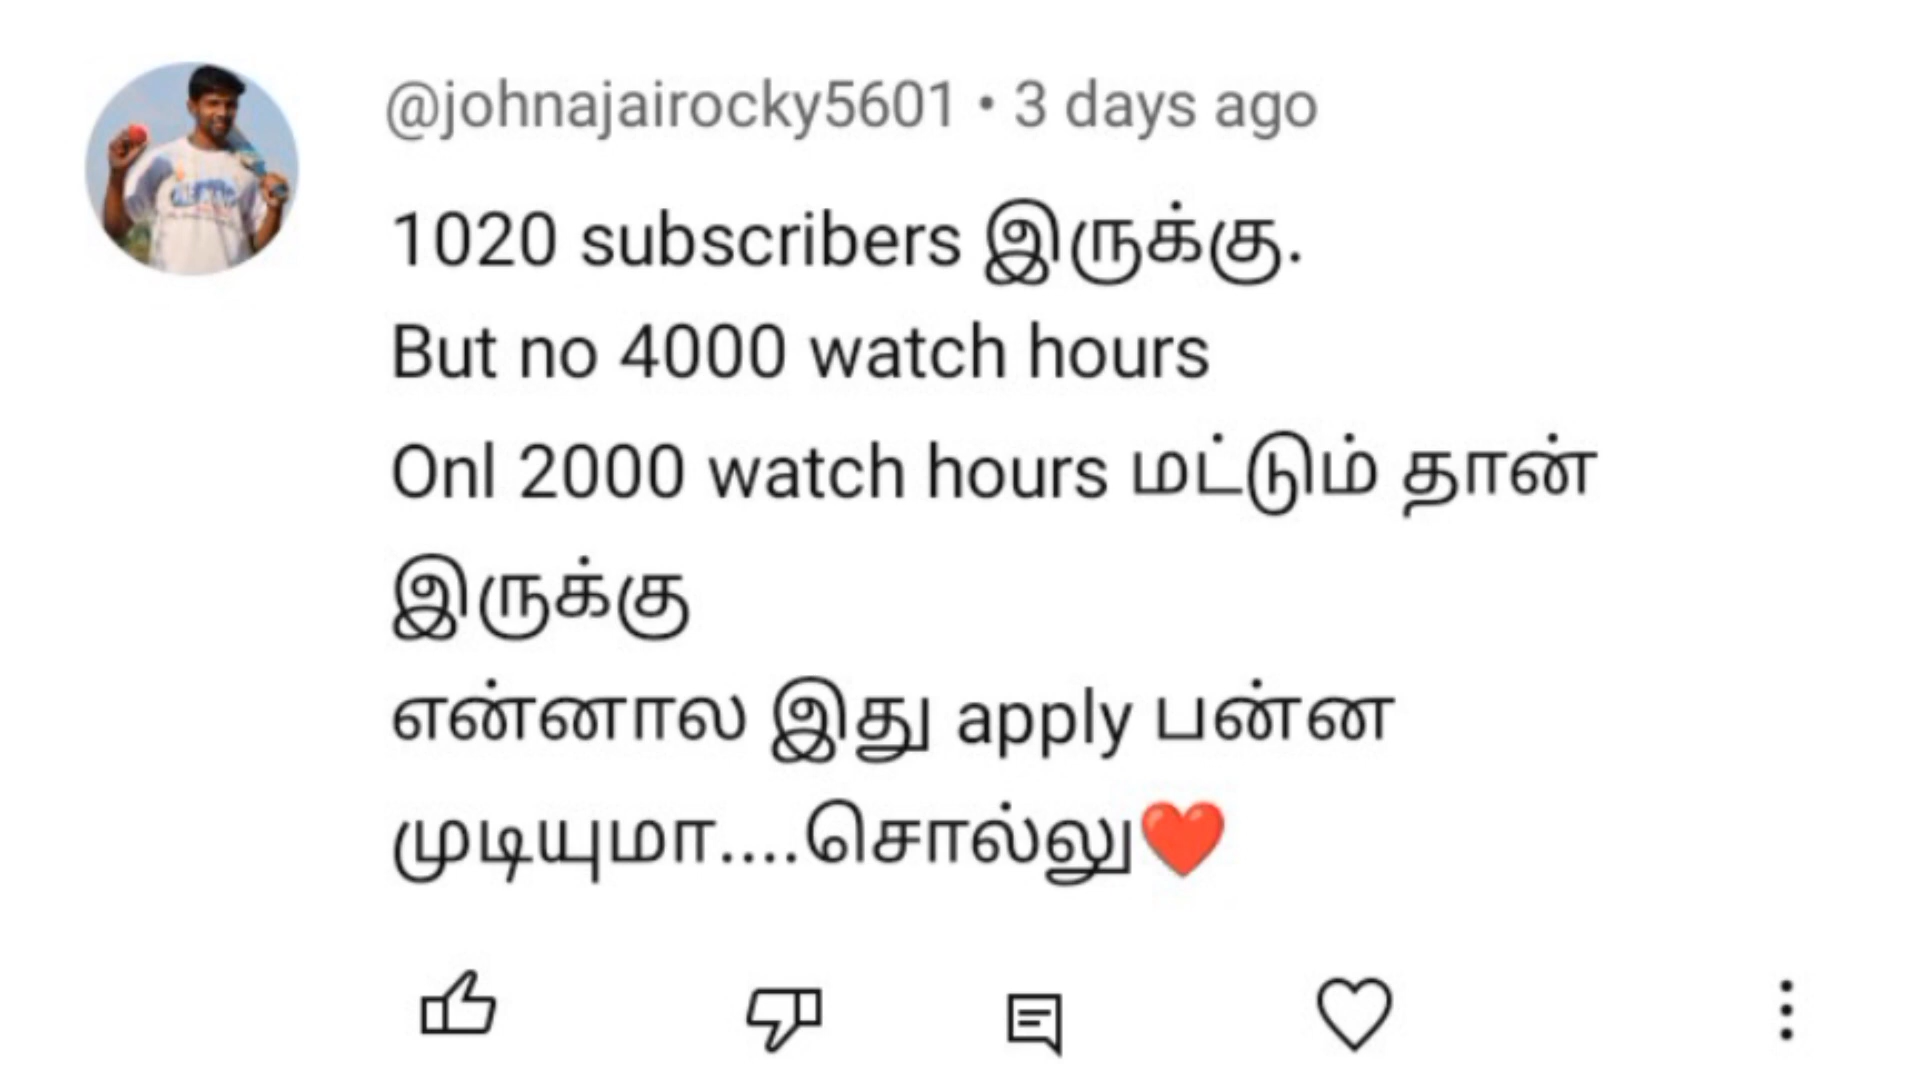 @johnajairocky5601 • 3 days ago
1020 subscribers இருக்கு.
But no 4000 watch hours
Onl 2000 watch hours மட்டும் தான்
இருக்கு
என்னால இது apply பன்ன
முடியுமா....சொல்லு❤️